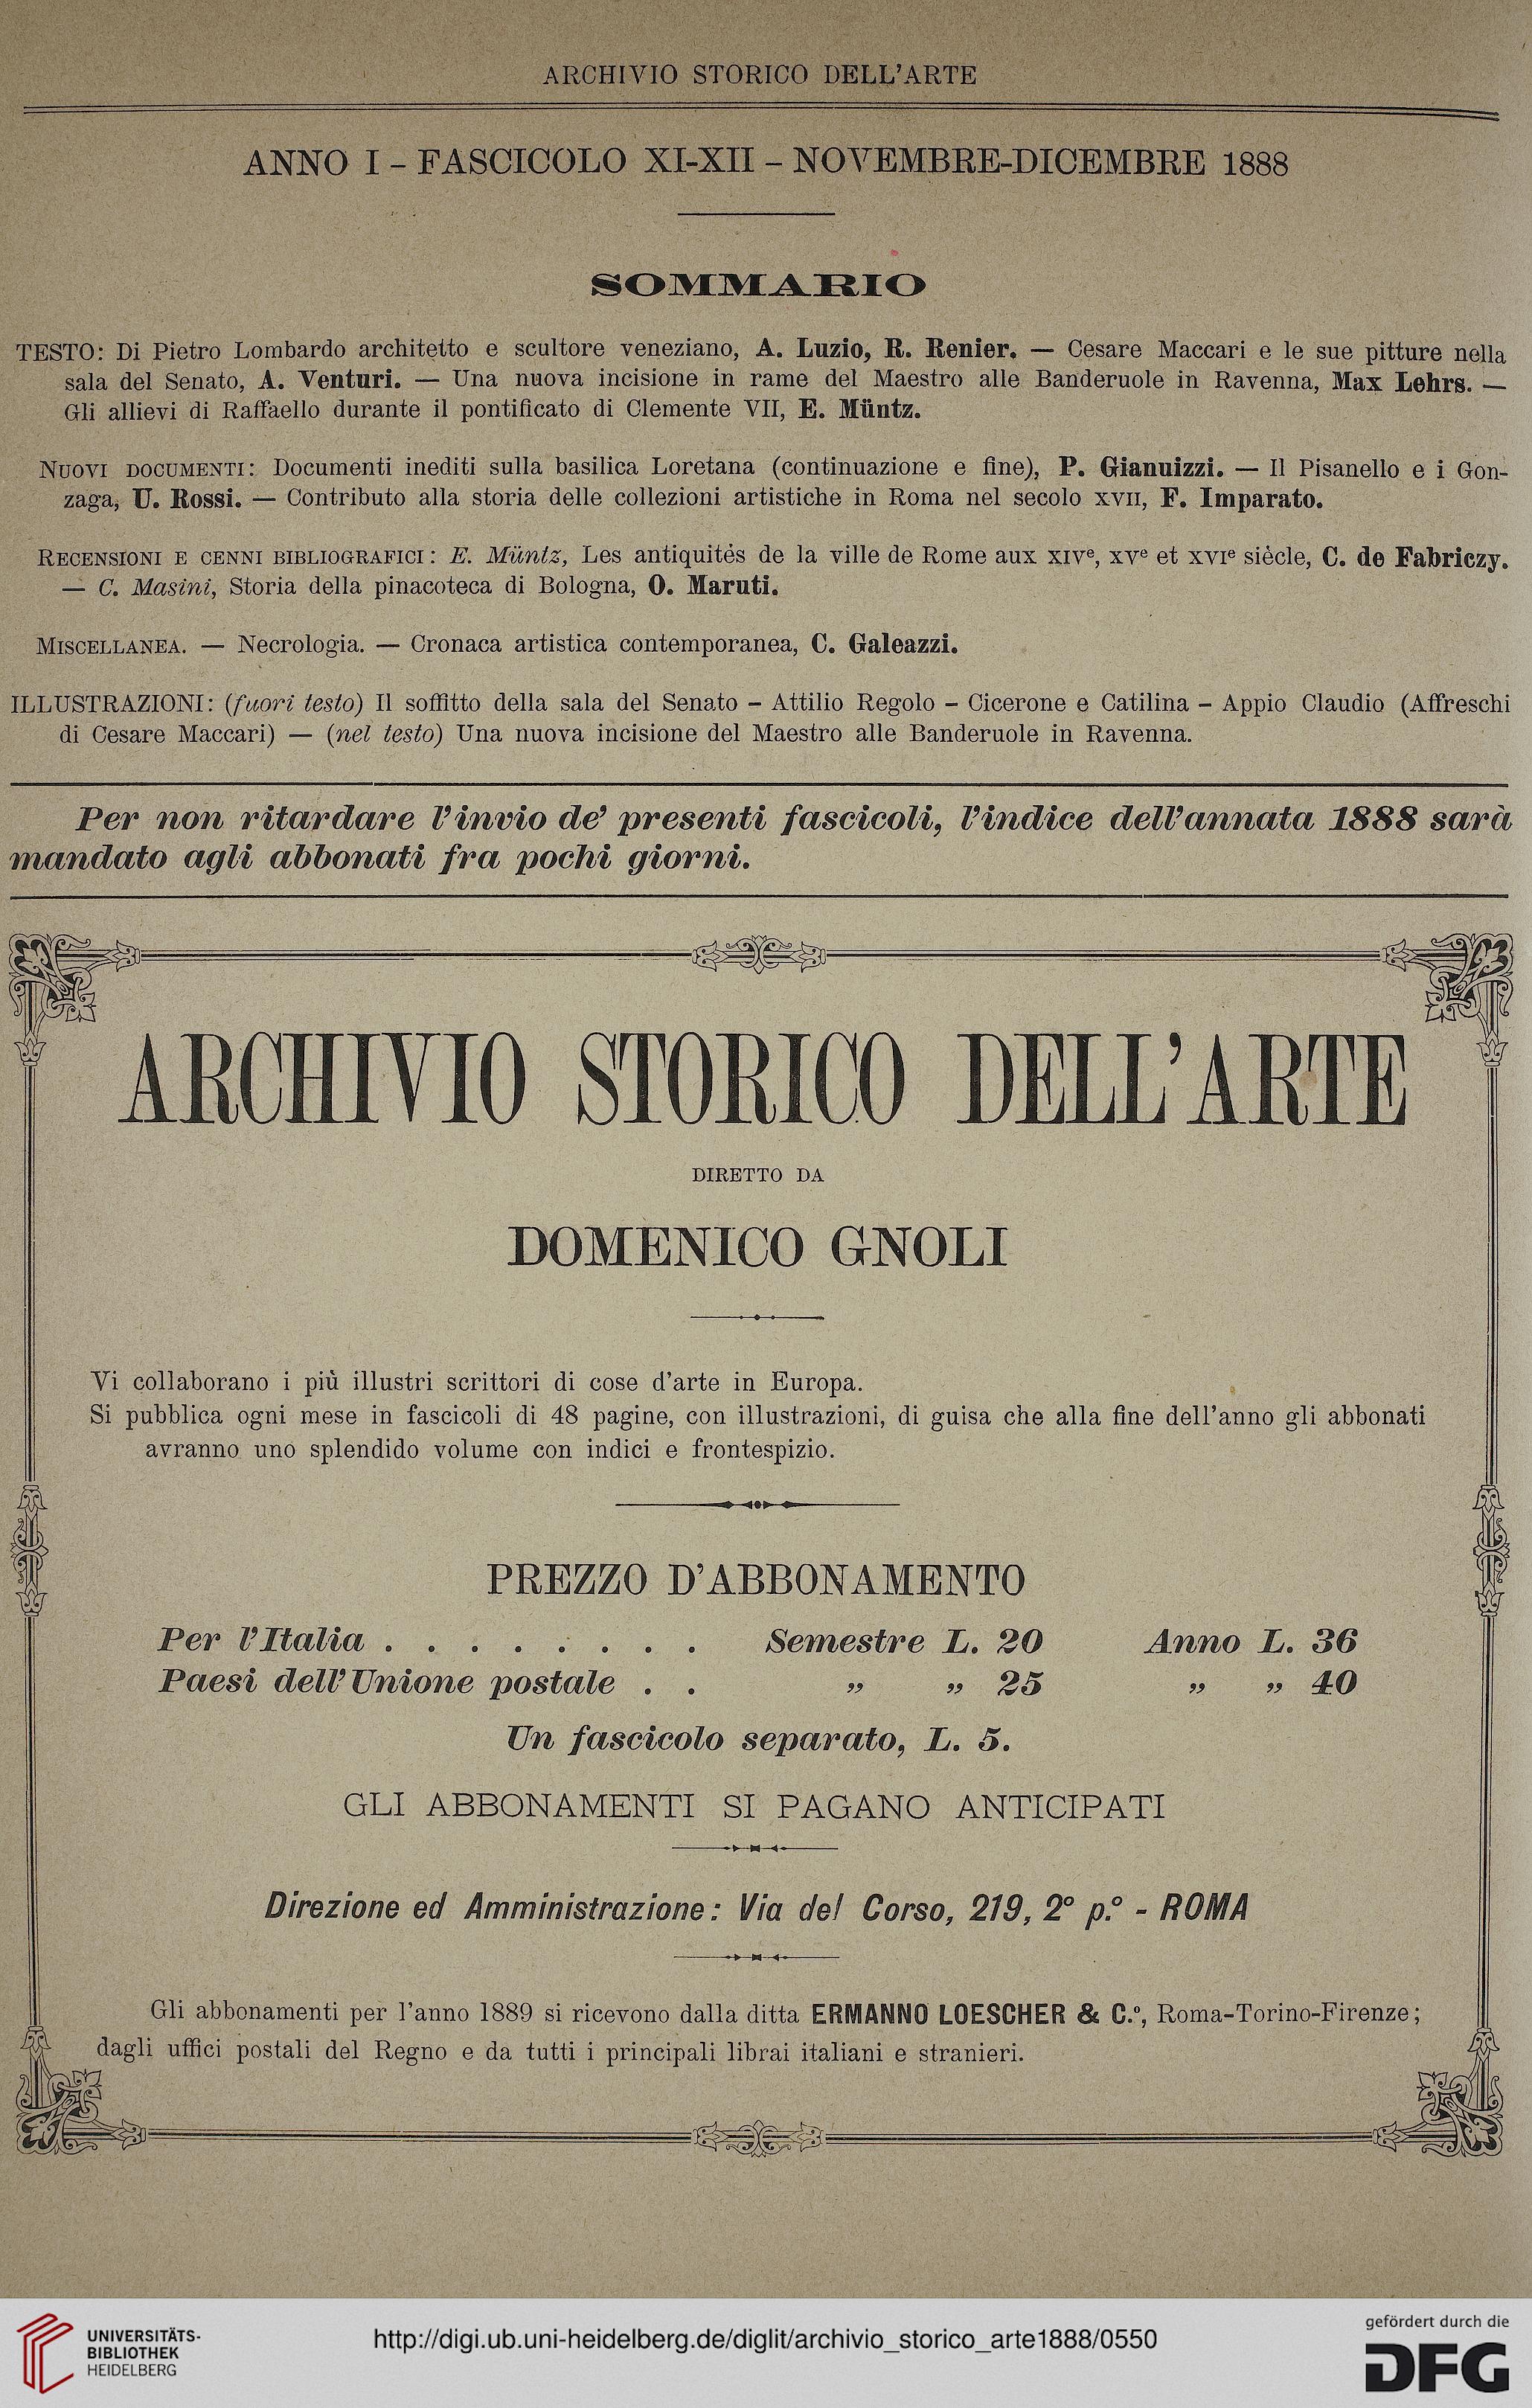 ARCHIVIO STORICO DELL'ARTE
ANNO I – FASCICOLO XI-XII – NOVEMBRE-DICEMBRE 1888
SOMMARIO
TESTO: Di Pietro Lombardo architetto e scultore veneziano, A. Luzio, R. Renier. — Cesare Maccari e le sue pitture nella
sala del Senato, A. Venturi. — Una nuova incisione in rame del Maestro alle Banderuole in Ravenna, Max Lehrs. —
Gli allievi di Raffaello durante il pontificato di Clemente VII, E. Müntz.
NUOVI DOCUMENTI: Documenti inediti sulla basilica Loretana (continuazione e fine), P. Gianuizzi. — Il Pisanello e i Gon-
zaga, U. Rossi. — Contributo alla storia delle collezioni artistiche in Roma nel secolo XVII, F. Imparato.
RECENSIONI E CENNI BIBLIOGRAFICI: E. Müntz, Les antiquités de la ville de Rome aux XIVe, XVe et XVIe siècle, C. de Fabriczy.
— C. Masini, Storia della pinacoteca di Bologna, O. Maruti.
MISCELLANEA. — Necrologia. — Cronaca artistica contemporanea, C. Galeazzi.
ILLUSTRAZIONI: (fuori testo) Il soffitto della sala del Senato – Attilio Regolo – Cicerone e Catilina – Appio Claudio (Affreschi
di Cesare Maccari) — (nel testo) Una nuova incisione del Maestro alle Banderuole in Ravenna.
Per non ritardare l'invio de' presenti fascicoli, l'indice dell'annata 1888 sarà
mandato agli abbonati fra pochi giorni.
ARCHIVIO STORICO DELL'ARTE
DIRETTO DA
DOMENICO GNOLI
Vi collaborano i più illustri scrittori di cose d'arte in Europa.
Si pubblica ogni mese in fascicoli di 48 pagine, con illustrazioni, di guisa che alla fine dell'anno gli abbonati
avranno uno splendido volume con indici e frontespizio.
PREZZO D'ABBONAMENTO
Per l'Italia . . . . . . . . Semestre L. 20 Anno L. 36
Paesi dell'Unione postale . . „ „ 25 „ „ 40
Un fascicolo separato, L. 5.
GLI ABBONAMENTI SI PAGANO ANTICIPATI
Direzione ed Amministrazione: Via del Corso, 219, 2° p.° - ROMA
Gli abbonamenti per l'anno 1889 si ricevono dalla ditta ERMANNO LOESCHER & C.°, Roma-Torino-Firenze;
dagli uffici postali del Regno e da tutti i principali librai italiani e stranieri.
UNIVERSITÄTS-
BIBLIOTHEK
HEIDELBERG
http://digi.ub.uni-heidelberg.de/diglit/archivio_storico_arte1888/0550
gefördert durch die
DFG